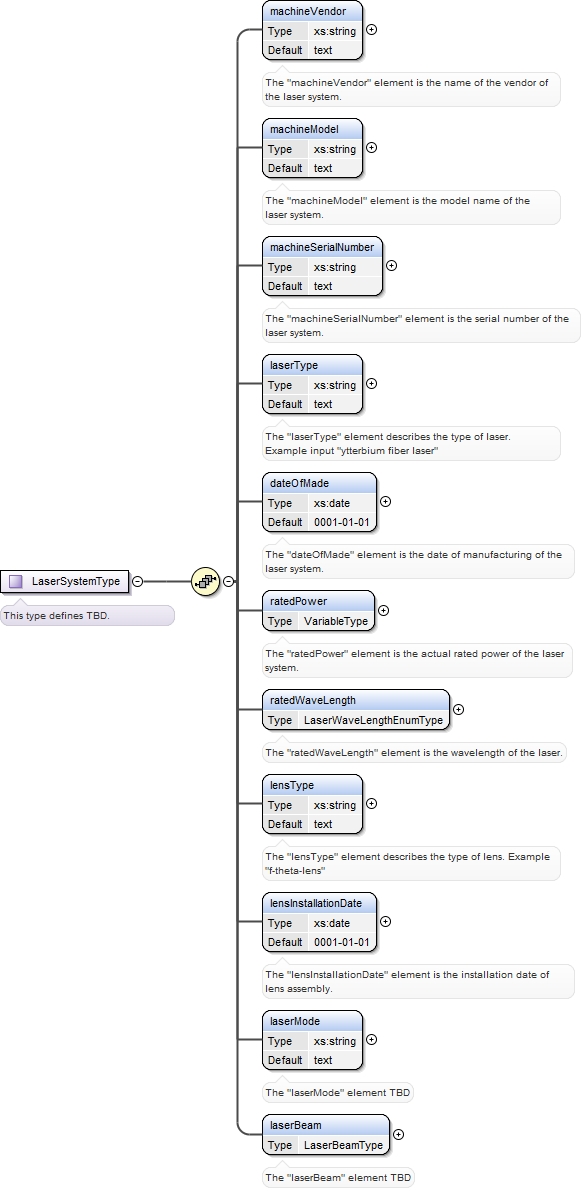 machineVendor
Type xs:string
Default text
The "machineVendor" element is the name of the vendor of
the laser system.
machineModel
Type xs:string
Default text
The "machineModel" element is the model name of the
laser system.
machineSerialNumber
Type xs:string
Default text
The "machineSerialNumber" element is the serial number of the
laser system.
laserType
Type xs:string
Default text
The "laserType" element describes the type of laser.
Example input "ytterbium fiber laser"
dateOfMade
Type xs:date
Default 0001-01-01
The "dateOfMade" element is the date of manufacturing of the
laser system.
LaserSystemType
This type defines TBD.
ratedPower
Type VariableType
The "ratedPower" element is the actual rated power of the laser
system.
ratedWaveLength
Type LaserWaveLengthEnumType
The "ratedWaveLength" element is the wavelength of the laser.
lensType
Type xs:string
Default text
The "lensType" element describes the type of lens. Example
"f-theta-lens"
lensInstallationDate
Type xs:date
Default 0001-01-01
The "lensInstallationDate" element is the installation date of
lens assembly.
laserMode
Type xs:string
Default text
The "laserMode" element TBD
laserBeam
Type LaserBeamType
The "laserBeam" element TBD